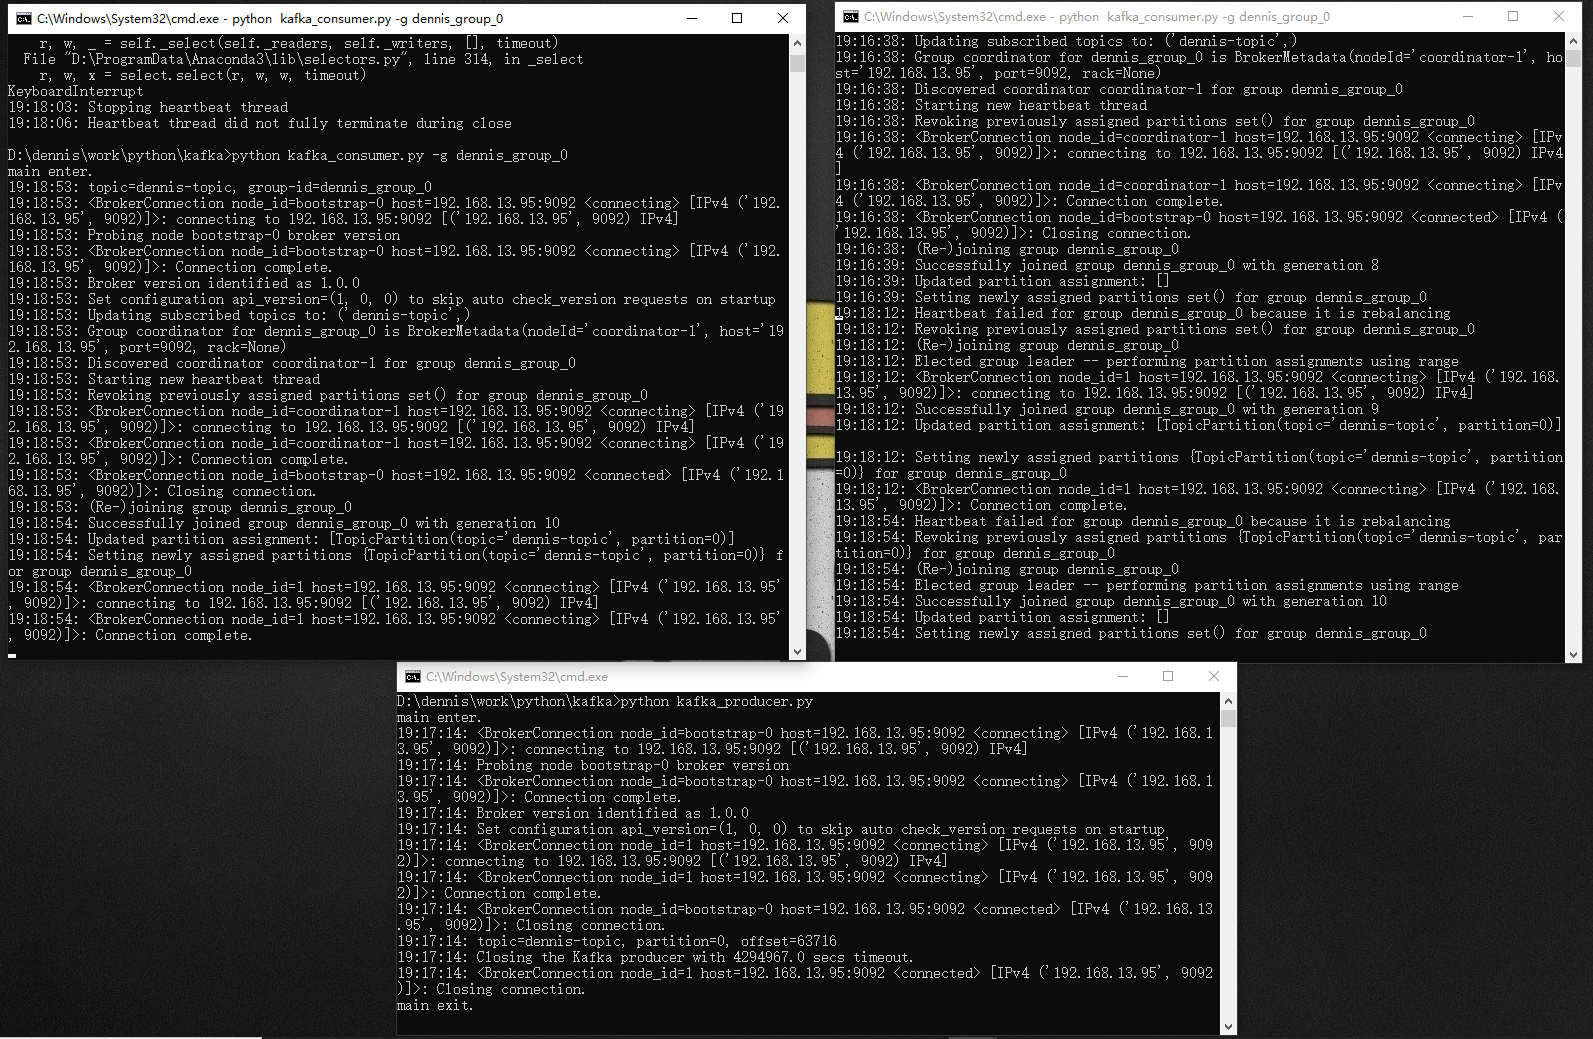 C:\Windows\System32\cmd.exe - python  kafka_consumer.py -g dennis_group_0
    r, w, _ = self._select(self._readers, self._writers, [], timeout)
  File "D:\ProgramData\Anaconda3\lib\selectors.py", line 314, in _select
    r, w, x = select.select(r, w, w, timeout)
KeyboardInterrupt
19:18:03: Stopping heartbeat thread
19:18:06: Heartbeat thread did not fully terminate during close
D:\dennis\work\python\kafka>python kafka_consumer.py -g dennis_group_0
main enter.
19:18:53: topic=dennis-topic, group-id=dennis_group_0
19:18:53: <BrokerConnection node_id=bootstrap-0 host=192.168.13.95:9092 <connecting> [IPv4 ('192.
168.13.95', 9092)]>: connecting to 192.168.13.95:9092 [('192.168.13.95', 9092) IPv4]
19:18:53: Probing node bootstrap-0 broker version
19:18:53: <BrokerConnection node_id=bootstrap-0 host=192.168.13.95:9092 <connecting> [IPv4 ('192.
168.13.95', 9092)]>: Connection complete.
19:18:53: Broker version identified as 1.0.0
19:18:53: Set configuration api_version=(1, 0, 0) to skip auto check_version requests on startup
19:18:53: Updating subscribed topics to: ('dennis-topic',)
19:18:53: Group coordinator for dennis_group_0 is BrokerMetadata(nodeId='coordinator-1', host='19
2.168.13.95', port=9092, rack=None)
19:18:53: Discovered coordinator coordinator-1 for group dennis_group_0
19:18:53: Starting new heartbeat thread
19:18:53: Revoking previously assigned partitions set() for group dennis_group_0
19:18:53: <BrokerConnection node_id=coordinator-1 host=192.168.13.95:9092 <connecting> [IPv4 ('19
2.168.13.95', 9092)]>: connecting to 192.168.13.95:9092 [('192.168.13.95', 9092) IPv4]
19:18:53: <BrokerConnection node_id=coordinator-1 host=192.168.13.95:9092 <connecting> [IPv4 ('19
2.168.13.95', 9092)]>: Connection complete.
19:18:53: <BrokerConnection node_id=bootstrap-0 host=192.168.13.95:9092 <connected> [IPv4 ('192.1
68.13.95', 9092)]>: Closing connection.
19:18:53: (Re-)joining group dennis_group_0
19:18:54: Successfully joined group dennis_group_0 with generation 10
19:18:54: Updated partition assignment: [TopicPartition(topic='dennis-topic', partition=0)]
19:18:54: Setting newly assigned partitions {TopicPartition(topic='dennis-topic', partition=0)} f
or group dennis_group_0
19:18:54: <BrokerConnection node_id=1 host=192.168.13.95:9092 <connecting> [IPv4 ('192.168.13.95'
, 9092)]>: connecting to 192.168.13.95:9092 [('192.168.13.95', 9092) IPv4]
19:18:54: <BrokerConnection node_id=1 host=192.168.13.95:9092 <connecting> [IPv4 ('192.168.13.95'
, 9092)]>: Connection complete.
C:\Windows\System32\cmd.exe - python  kafka_consumer.py -g dennis_group_0
19:16:38: Updating subscribed topics to: ('dennis-topic',)
19:16:38: Group coordinator for dennis_group_0 is BrokerMetadata(nodeId='coordinator-1', ho
st='192.168.13.95', port=9092, rack=None)
19:16:38: Discovered coordinator coordinator-1 for group dennis_group_0
19:16:38: Starting new heartbeat thread
19:16:38: Revoking previously assigned partitions set() for group dennis_group_0
19:16:38: <BrokerConnection node_id=coordinator-1 host=192.168.13.95:9092 <connecting> [IPv
4 ('192.168.13.95', 9092)]>: connecting to 192.168.13.95:9092 [('192.168.13.95', 9092) IPv4
]
19:16:38: <BrokerConnection node_id=coordinator-1 host=192.168.13.95:9092 <connecting> [IPv
4 ('192.168.13.95', 9092)]>: Connection complete.
19:16:38: <BrokerConnection node_id=bootstrap-0 host=192.168.13.95:9092 <connected> [IPv4 (
'192.168.13.95', 9092)]>: Closing connection.
19:16:38: (Re-)joining group dennis_group_0
19:16:39: Successfully joined group dennis_group_0 with generation 8
19:16:39: Updated partition assignment: []
19:16:39: Setting newly assigned partitions set() for group dennis_group_0
19:18:12: Heartbeat failed for group dennis_group_0 because it is rebalancing
19:18:12: Revoking previously assigned partitions set() for group dennis_group_0
19:18:12: (Re-)joining group dennis_group_0
19:18:12: Elected group leader -- performing partition assignments using range
19:18:12: <BrokerConnection node_id=1 host=192.168.13.95:9092 <connecting> [IPv4 ('192.168.
13.95', 9092)]>: connecting to 192.168.13.95:9092 [('192.168.13.95', 9092) IPv4]
19:18:12: Successfully joined group dennis_group_0 with generation 9
19:18:12: Updated partition assignment: [TopicPartition(topic='dennis-topic', partition=0)]
19:18:12: Setting newly assigned partitions {TopicPartition(topic='dennis-topic', partition
=0)} for group dennis_group_0
19:18:12: <BrokerConnection node_id=1 host=192.168.13.95:9092 <connecting> [IPv4 ('192.168.
13.95', 9092)]>: Connection complete.
19:18:54: Heartbeat failed for group dennis_group_0 because it is rebalancing
19:18:54: Revoking previously assigned partitions {TopicPartition(topic='dennis-topic', par
tition=0)} for group dennis_group_0
19:18:54: (Re-)joining group dennis_group_0
19:18:54: Elected group leader -- performing partition assignments using range
19:18:54: Successfully joined group dennis_group_0 with generation 10
19:18:54: Updated partition assignment: []
19:18:54: Setting newly assigned partitions set() for group dennis_group_0
C:\Windows\System32\cmd.exe
D:\dennis\work\python\kafka>python kafka_producer.py
main enter.
19:17:14: <BrokerConnection node_id=bootstrap-0 host=192.168.13.95:9092 <connecting> [IPv4 ('192.168.1
3.95', 9092)]>: connecting to 192.168.13.95:9092 [('192.168.13.95', 9092) IPv4]
19:17:14: Probing node bootstrap-0 broker version
19:17:14: <BrokerConnection node_id=bootstrap-0 host=192.168.13.95:9092 <connecting> [IPv4 ('192.168.1
3.95', 9092)]>: Connection complete.
19:17:14: Broker version identified as 1.0.0
19:17:14: Set configuration api_version=(1, 0, 0) to skip auto check_version requests on startup
19:17:14: <BrokerConnection node_id=1 host=192.168.13.95:9092 <connecting> [IPv4 ('192.168.13.95', 909
2)]>: connecting to 192.168.13.95:9092 [('192.168.13.95', 9092) IPv4]
19:17:14: <BrokerConnection node_id=1 host=192.168.13.95:9092 <connecting> [IPv4 ('192.168.13.95', 909
2)]>: Connection complete.
19:17:14: <BrokerConnection node_id=bootstrap-0 host=192.168.13.95:9092 <connected> [IPv4 ('192.168.13
.95', 9092)]>: Closing connection.
19:17:14: topic=dennis-topic, partition=0, offset=63716
19:17:14: Closing the Kafka producer with 4294967.0 secs timeout.
19:17:14: <BrokerConnection node_id=1 host=192.168.13.95:9092 <connected> [IPv4 ('192.168.13.95', 9092
)]>: Closing connection.
main exit.